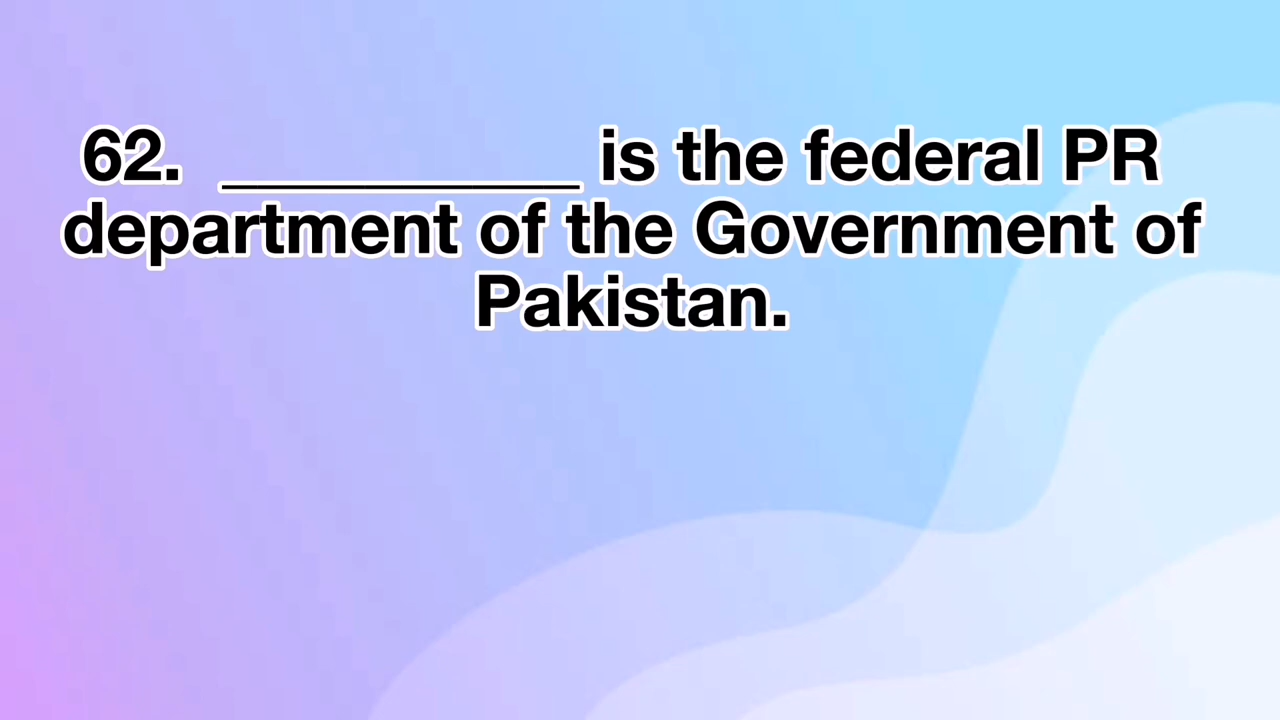 62. __________ is the federal PR
department of the Government of
Pakistan.